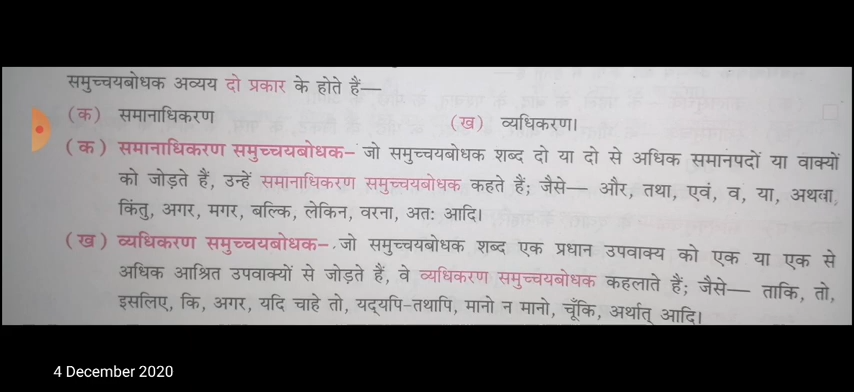 समुच्चयबोधक अव्यय दो प्रकार के होते हैं—
(क) समानाधिकरण (ख) व्यधिकरण।
(क) समानाधिकरण समुच्चयबोधक– जो समुच्चयबोधक शब्द दो या दो से अधिक समानपदों या वाक्यों
को जोड़ते हैं, उन्हें समानाधिकरण समुच्चयबोधक कहते हैं; जैसे— और, तथा, एवं, व, या, अथवा,
किंतु, अगर, मगर, बल्कि, लेकिन, वरना, अतः आदि।
(ख) व्यधिकरण समुच्चयबोधक– जो समुच्चयबोधक शब्द एक प्रधान उपवाक्य को एक या एक से
अधिक आश्रित उपवाक्यों से जोड़ते हैं, वे व्यधिकरण समुच्चयबोधक कहलाते हैं; जैसे— ताकि, तो,
इसलिए, कि, अगर, यदि चाहे तो, यद्यपि-तथापि, मानो न मानो, चूँकि, अर्थात् आदि।
4 December 2020